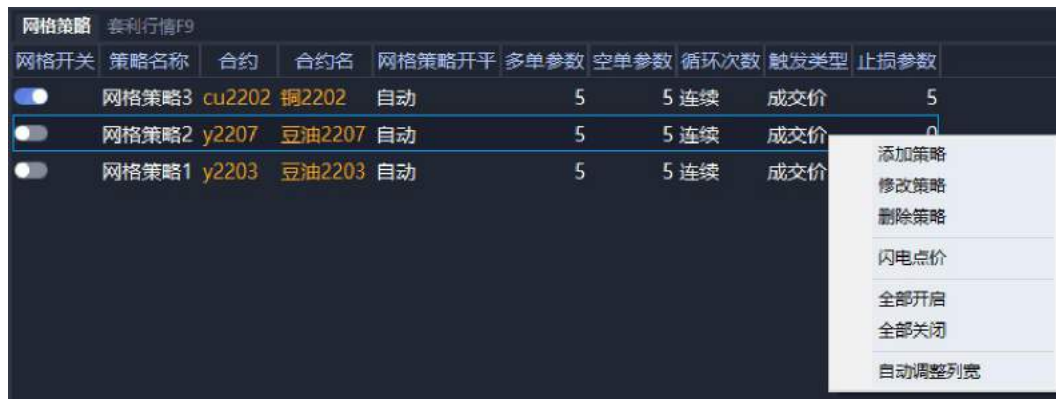 网格策略 套利行情F9
网格开关 策略名称 合约 合约名 网格策略开平 多单参数 空单参数 循环次数 触发类型 止损参数
网格策略3 cu2202 铜2202 自动 5 5 连续 成交价 5
网格策略2 y2207 豆油2207 自动 5 5 连续 成交价 0
网格策略1 y2203 豆油2203 自动 5 5 连续 成交价
添加策略
修改策略
删除策略
闪电点价
全部开启
全部关闭
自动调整列宽